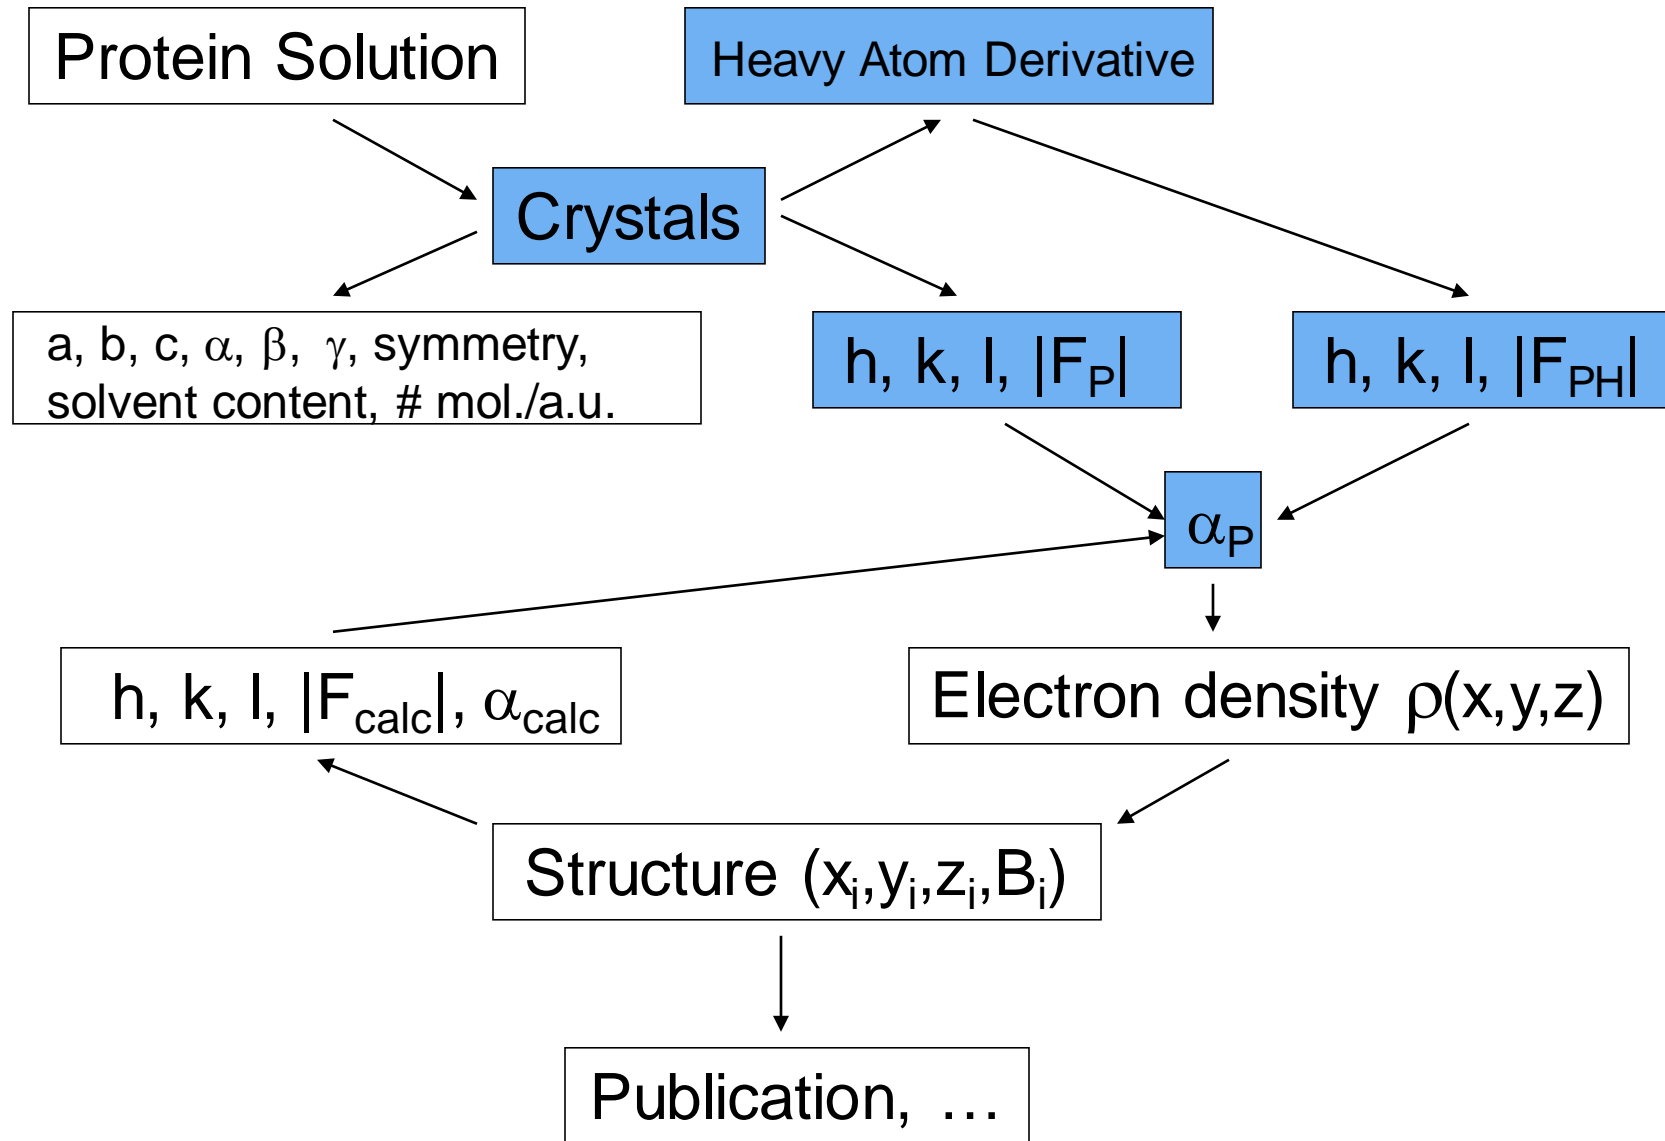 Protein Solution
Heavy Atom Derivative
Crystals
a, b, c, α, β, γ, symmetry,
solvent content, # mol./a.u.
h, k, l, |F_P|
h, k, l, |F_PH|
α_P
h, k, l, |F_calc|, α_calc
Electron density ρ(x,y,z)
Structure (x_i,y_i,z_i,B_i)
Publication, …